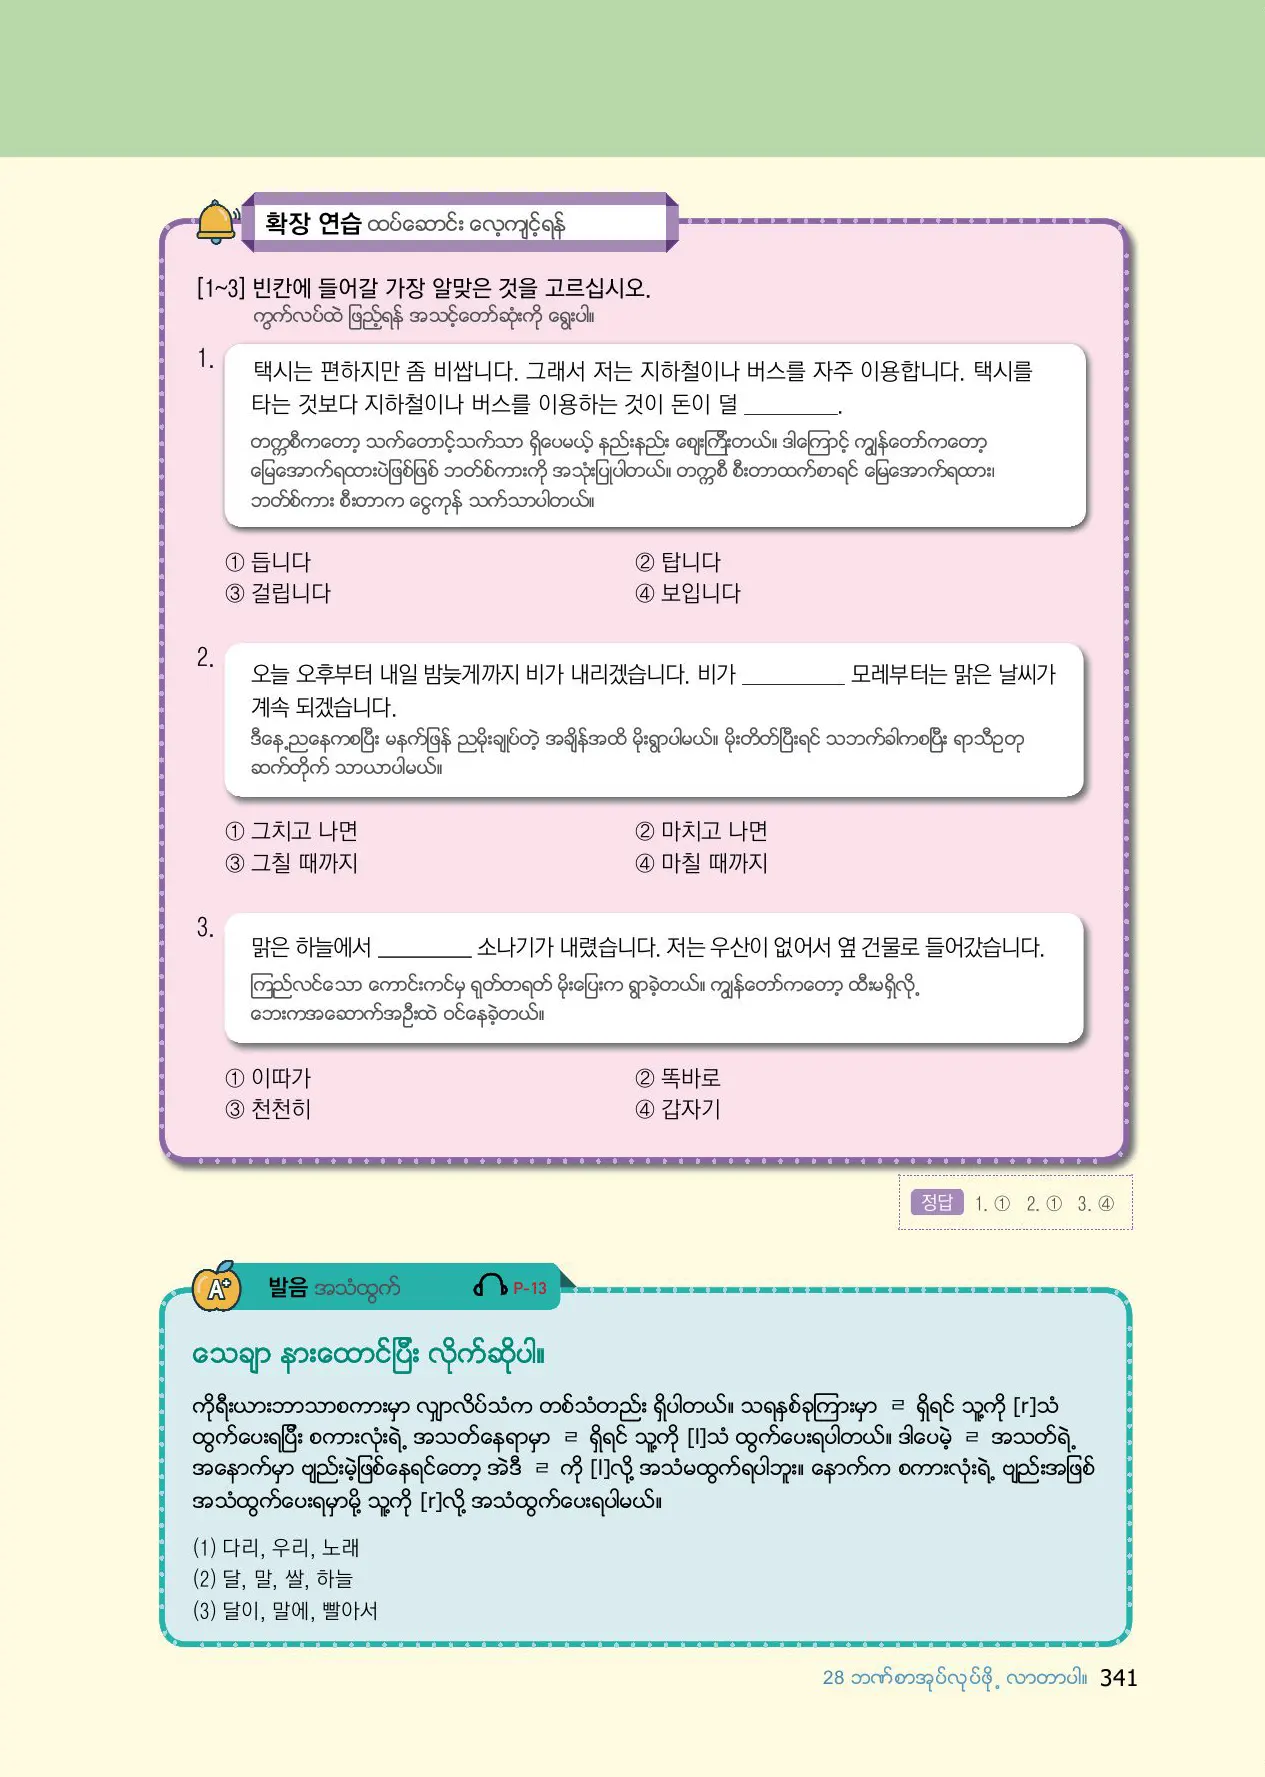 확장 연습 ထပ်ဆောင်း လေ့ကျင့်ရန်
[1~3] 빈칸에 들어갈 가장 알맞은 것을 고르십시오.
ကွက်လပ်ထဲ ဖြည့်ရန် အသင့်တော်ဆုံးကို ရွေးပါ။
1.
택시는 편하지만 좀 비쌉니다. 그래서 저는 지하철이나 버스를 자주 이용합니다. 택시를
타는 것보다 지하철이나 버스를 이용하는 것이 돈이 덜 ________.
တက္ကစီကတော့ သက်တောင့်သက်သာ ရှိပေမယ့် နည်းနည်း ဈေးကြီးတယ်။ ဒါကြောင့် ကျွန်တော်ကတော့
မြေအောက်ရထားပဲဖြစ်ဖြစ် ဘတ်စ်ကားကို အသုံးပြုပါတယ်။ တက္ကစီ စီးတာထက်စာရင် မြေအောက်ရထား၊
ဘတ်စ်ကား စီးတာက ငွေကုန် သက်သာပါတယ်။
① 듭니다 ② 탑니다
③ 걸립니다 ④ 보입니다
2.
오늘 오후부터 내일 밤늦게까지 비가 내리겠습니다. 비가 ________ 모레부터는 맑은 날씨가
계속 되겠습니다.
ဒီနေ့ညနေကစပြီး မနက်ဖြန် ညမိုးချုပ်တဲ့ အချိန်အထိ မိုးရွာပါမယ်။ မိုးတိတ်ပြီးရင် သဘက်ခါကစပြီး ရာသီဥတု
ဆက်တိုက် သာယာပါမယ်။
① 그치고 나면 ② 마치고 나면
③ 그칠 때까지 ④ 마칠 때까지
3.
맑은 하늘에서 ________ 소나기가 내렸습니다. 저는 우산이 없어서 옆 건물로 들어갔습니다.
ကြည်လင်သော ကောင်းကင်မှ ရုတ်တရတ် မိုးပြေးက ရွာခဲ့တယ်။ ကျွန်တော်ကတော့ ထီးမရှိလို့
ဘေးကအဆောက်အဦးထဲ ဝင်နေခဲ့တယ်။
① 이따가 ② 똑바로
③ 천천히 ④ 갑자기
정답 1. ① 2. ① 3. ④
A+ 발음 အသံထွက် P-13
သေချာ နားထောင်ပြီး လိုက်ဆိုပါ။
ကိုရီးယားဘာသာစကားမှာ လျှာလိပ်သံက တစ်သံတည်း ရှိပါတယ်။ သရနှစ်ခုကြားမှာ ㄹ ရှိရင် သူ့ကို [r]သံ
ထွက်ပေးရပြီး စကားလုံးရဲ့ အသတ်နေရာမှာ ㄹ ရှိရင် သူ့ကို [l]သံ ထွက်ပေးရပါတယ်။ ဒါပေမဲ့ ㄹ အသတ်ရဲ့
အနောက်မှာ ဗျည်းမဲ့ဖြစ်နေရင်တော့ အဲဒီ ㄹ ကို [l]လို့ အသံမထွက်ရပါဘူး။ နောက်က စကားလုံးရဲ့ ဗျည်းအဖြစ်
အသံထွက်ပေးရမှာမို့ သူ့ကို [r]လို့ အသံထွက်ပေးရပါမယ်။
(1) 다리, 우리, 노래
(2) 달, 말, 쌀, 하늘
(3) 달이, 말에, 빨아서
28 ဘဏ်စာအုပ်လုပ်ဖို့ လာတာပါ။ 341